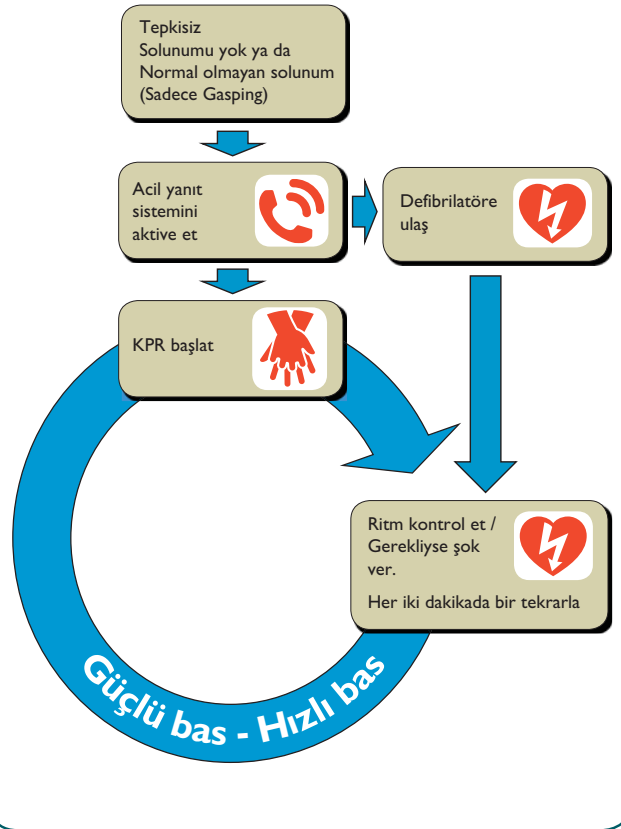 Tepkisiz
Solunumu yok ya da
Normal olmayan solunum
(Sadece Gasping)
Acil yanıt
sistemini
aktive et
Defibrilatöre
ulaş
KPR başlat
Ritm kontrol et /
Gerekliyse şok
ver.
Her iki dakikada bir tekrarla
Güçlü bas - Hızlı bas